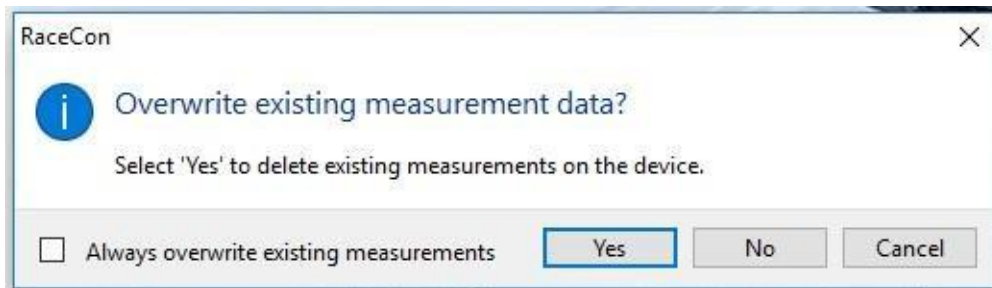 RaceCon
Overwrite existing measurement data?
Select 'Yes' to delete existing measurements on the device.
Always overwrite existing measurements
Yes
No
Cancel